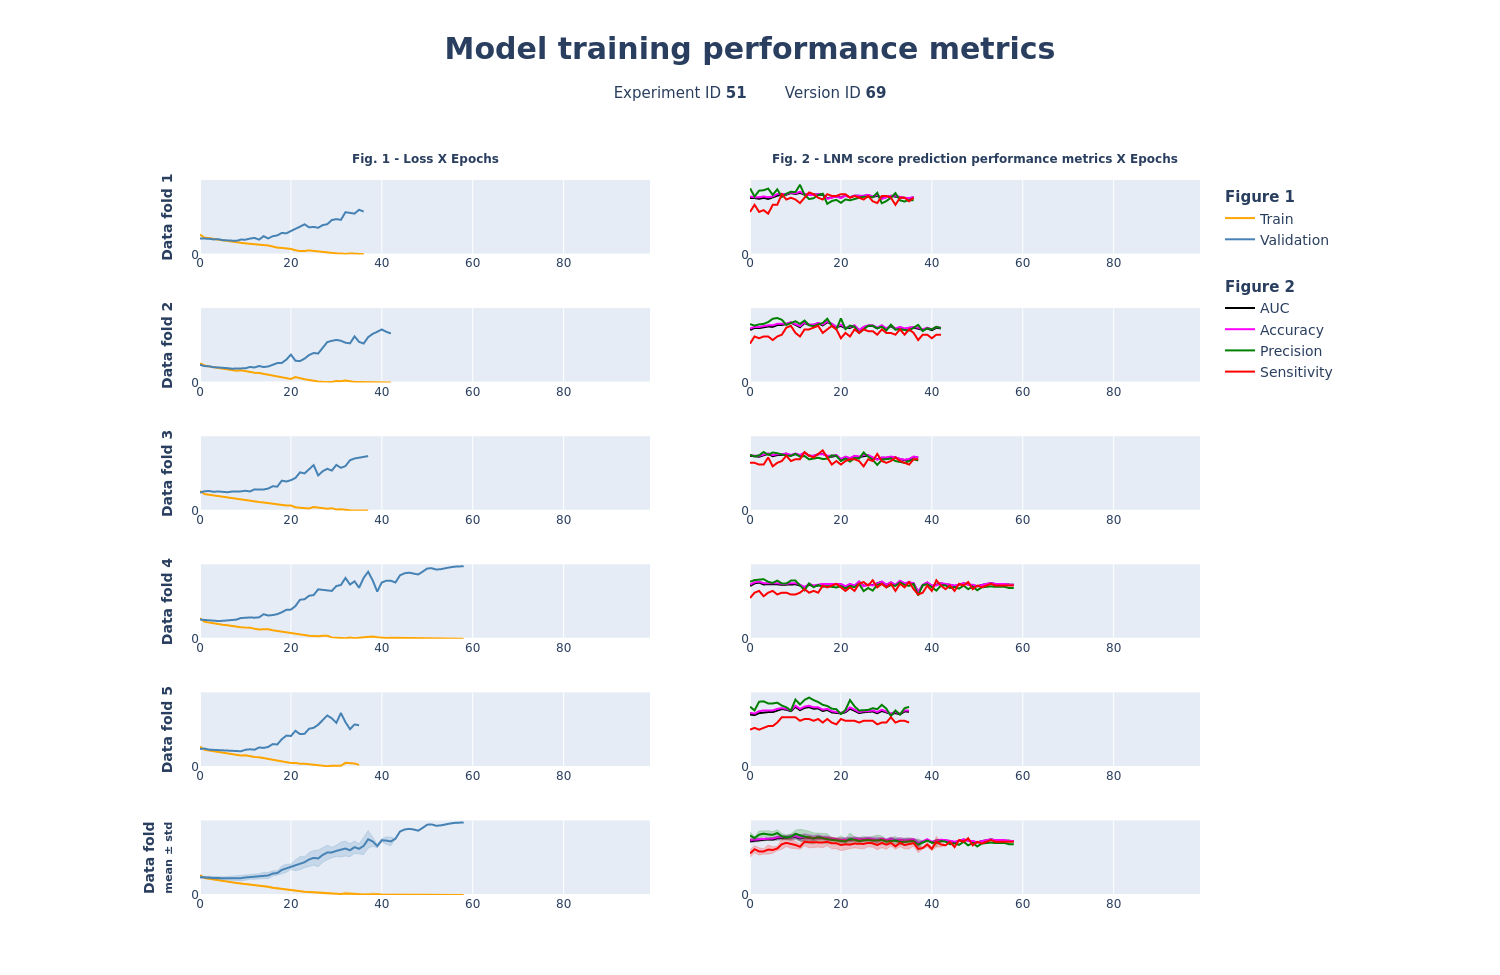 Model training performance metrics
Experiment ID 51 Version ID 69
Fig. 1 - Loss X Epochs
Fig. 2 - LNM score prediction performance metrics X Epochs
Data fold 1
0
0 20 40 60 80
0
0 20 40 60 80
Figure 1
Train
Validation
Figure 2
AUC
Accuracy
Precision
Sensitivity
Data fold 2
0
0 20 40 60 80
0
0 20 40 60 80
Data fold 3
0
0 20 40 60 80
0
0 20 40 60 80
Data fold 4
0
0 20 40 60 80
0
0 20 40 60 80
Data fold 5
0
0 20 40 60 80
0
0 20 40 60 80
Data fold
mean ± std
0
0 20 40 60 80
0
0 20 40 60 80